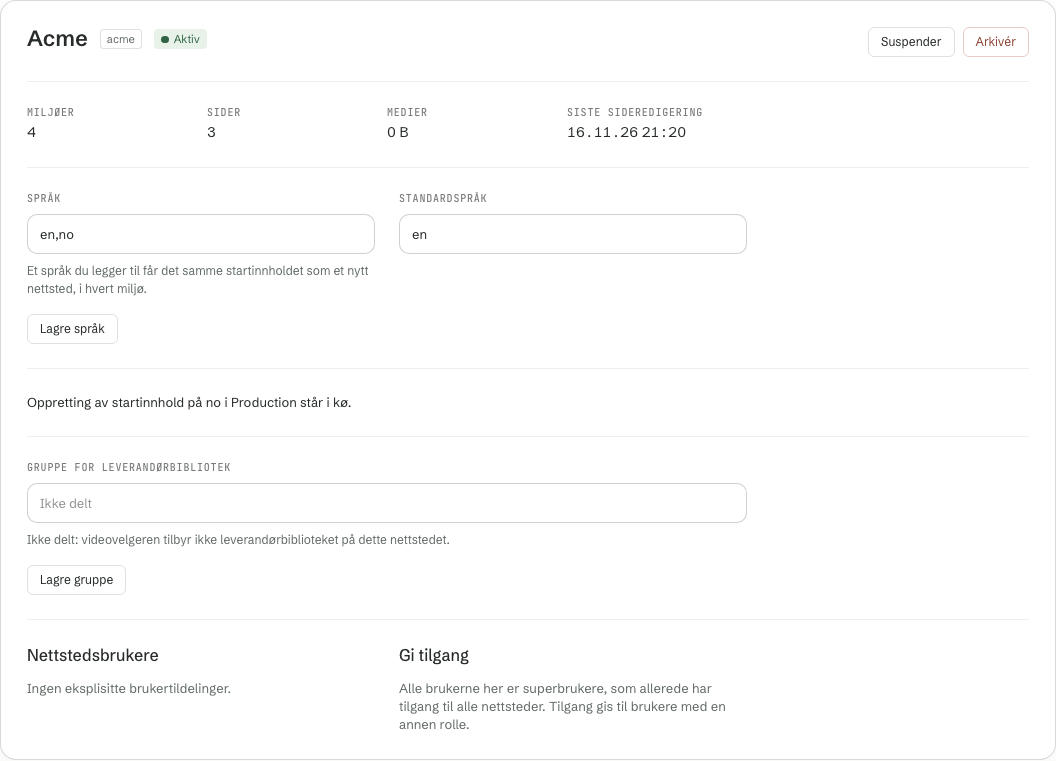 Acme acme Aktiv Suspender Arkivér
MILJØER SIDER MEDIER SISTE SIDEREDIGERING
4 3 0 B 16.11.26 21:20
SPRÅK STANDARDSPRÅK
en,no en
Et språk du legger til får det samme startinnholdet som et nytt
nettsted, i hvert miljø.
Lagre språk
Oppretting av startinnhold på no i Production står i kø.
GRUPPE FOR LEVERANDØRBIBLIOTEK
Ikke delt
Ikke delt: videovelgeren tilbyr ikke leverandørbiblioteket på dette nettstedet.
Lagre gruppe
Nettstedsbrukere
Ingen eksplisitte brukertildelinger.
Gi tilgang
Alle brukerne her er superbrukere, som allerede har
tilgang til alle nettsteder. Tilgang gis til brukere med en
annen rolle.